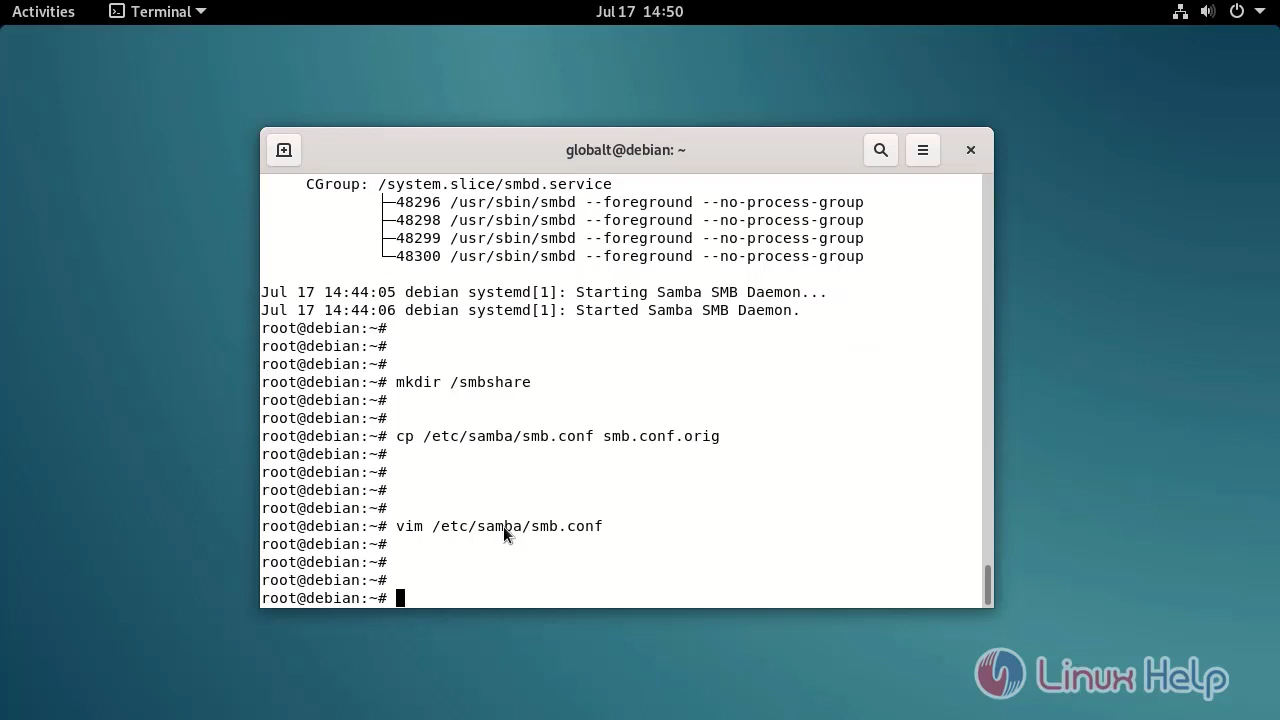 Activities Terminal Jul 17 14:50
globalt@debian: ~
CGroup: /system.slice/smbd.service
├─48296 /usr/sbin/smbd --foreground --no-process-group
├─48298 /usr/sbin/smbd --foreground --no-process-group
├─48299 /usr/sbin/smbd --foreground --no-process-group
└─48300 /usr/sbin/smbd --foreground --no-process-group
Jul 17 14:44:05 debian systemd[1]: Starting Samba SMB Daemon...
Jul 17 14:44:06 debian systemd[1]: Started Samba SMB Daemon.
root@debian:~#
root@debian:~#
root@debian:~#
root@debian:~# mkdir /smbshare
root@debian:~#
root@debian:~#
root@debian:~# cp /etc/samba/smb.conf smb.conf.orig
root@debian:~#
root@debian:~#
root@debian:~#
root@debian:~#
root@debian:~# vim /etc/samba/smb.conf
root@debian:~#
root@debian:~#
root@debian:~#
root@debian:~#
Linux Help